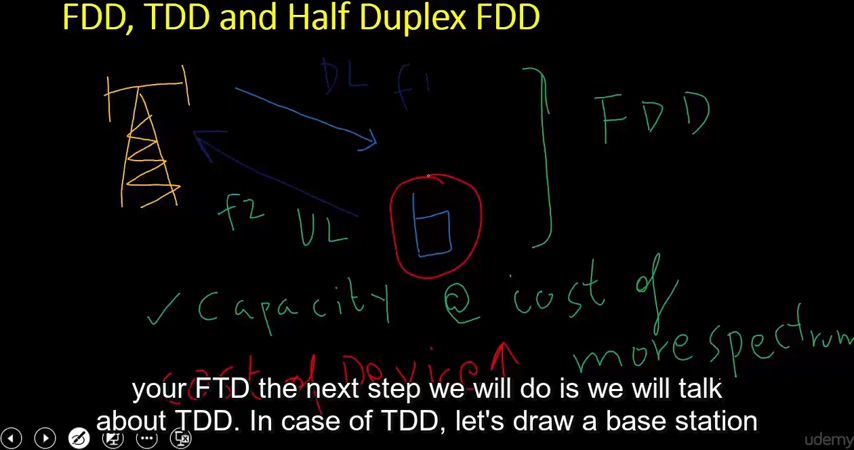 FDD, TDD and Half Duplex FDD
DL f1
FDD
f2 UL
✓ Capacity @ cost of
more spectrum
cost of Device ↑
your FTD the next step we will do is we will talk
about TDD. In case of TDD, let's draw a base station
udemy